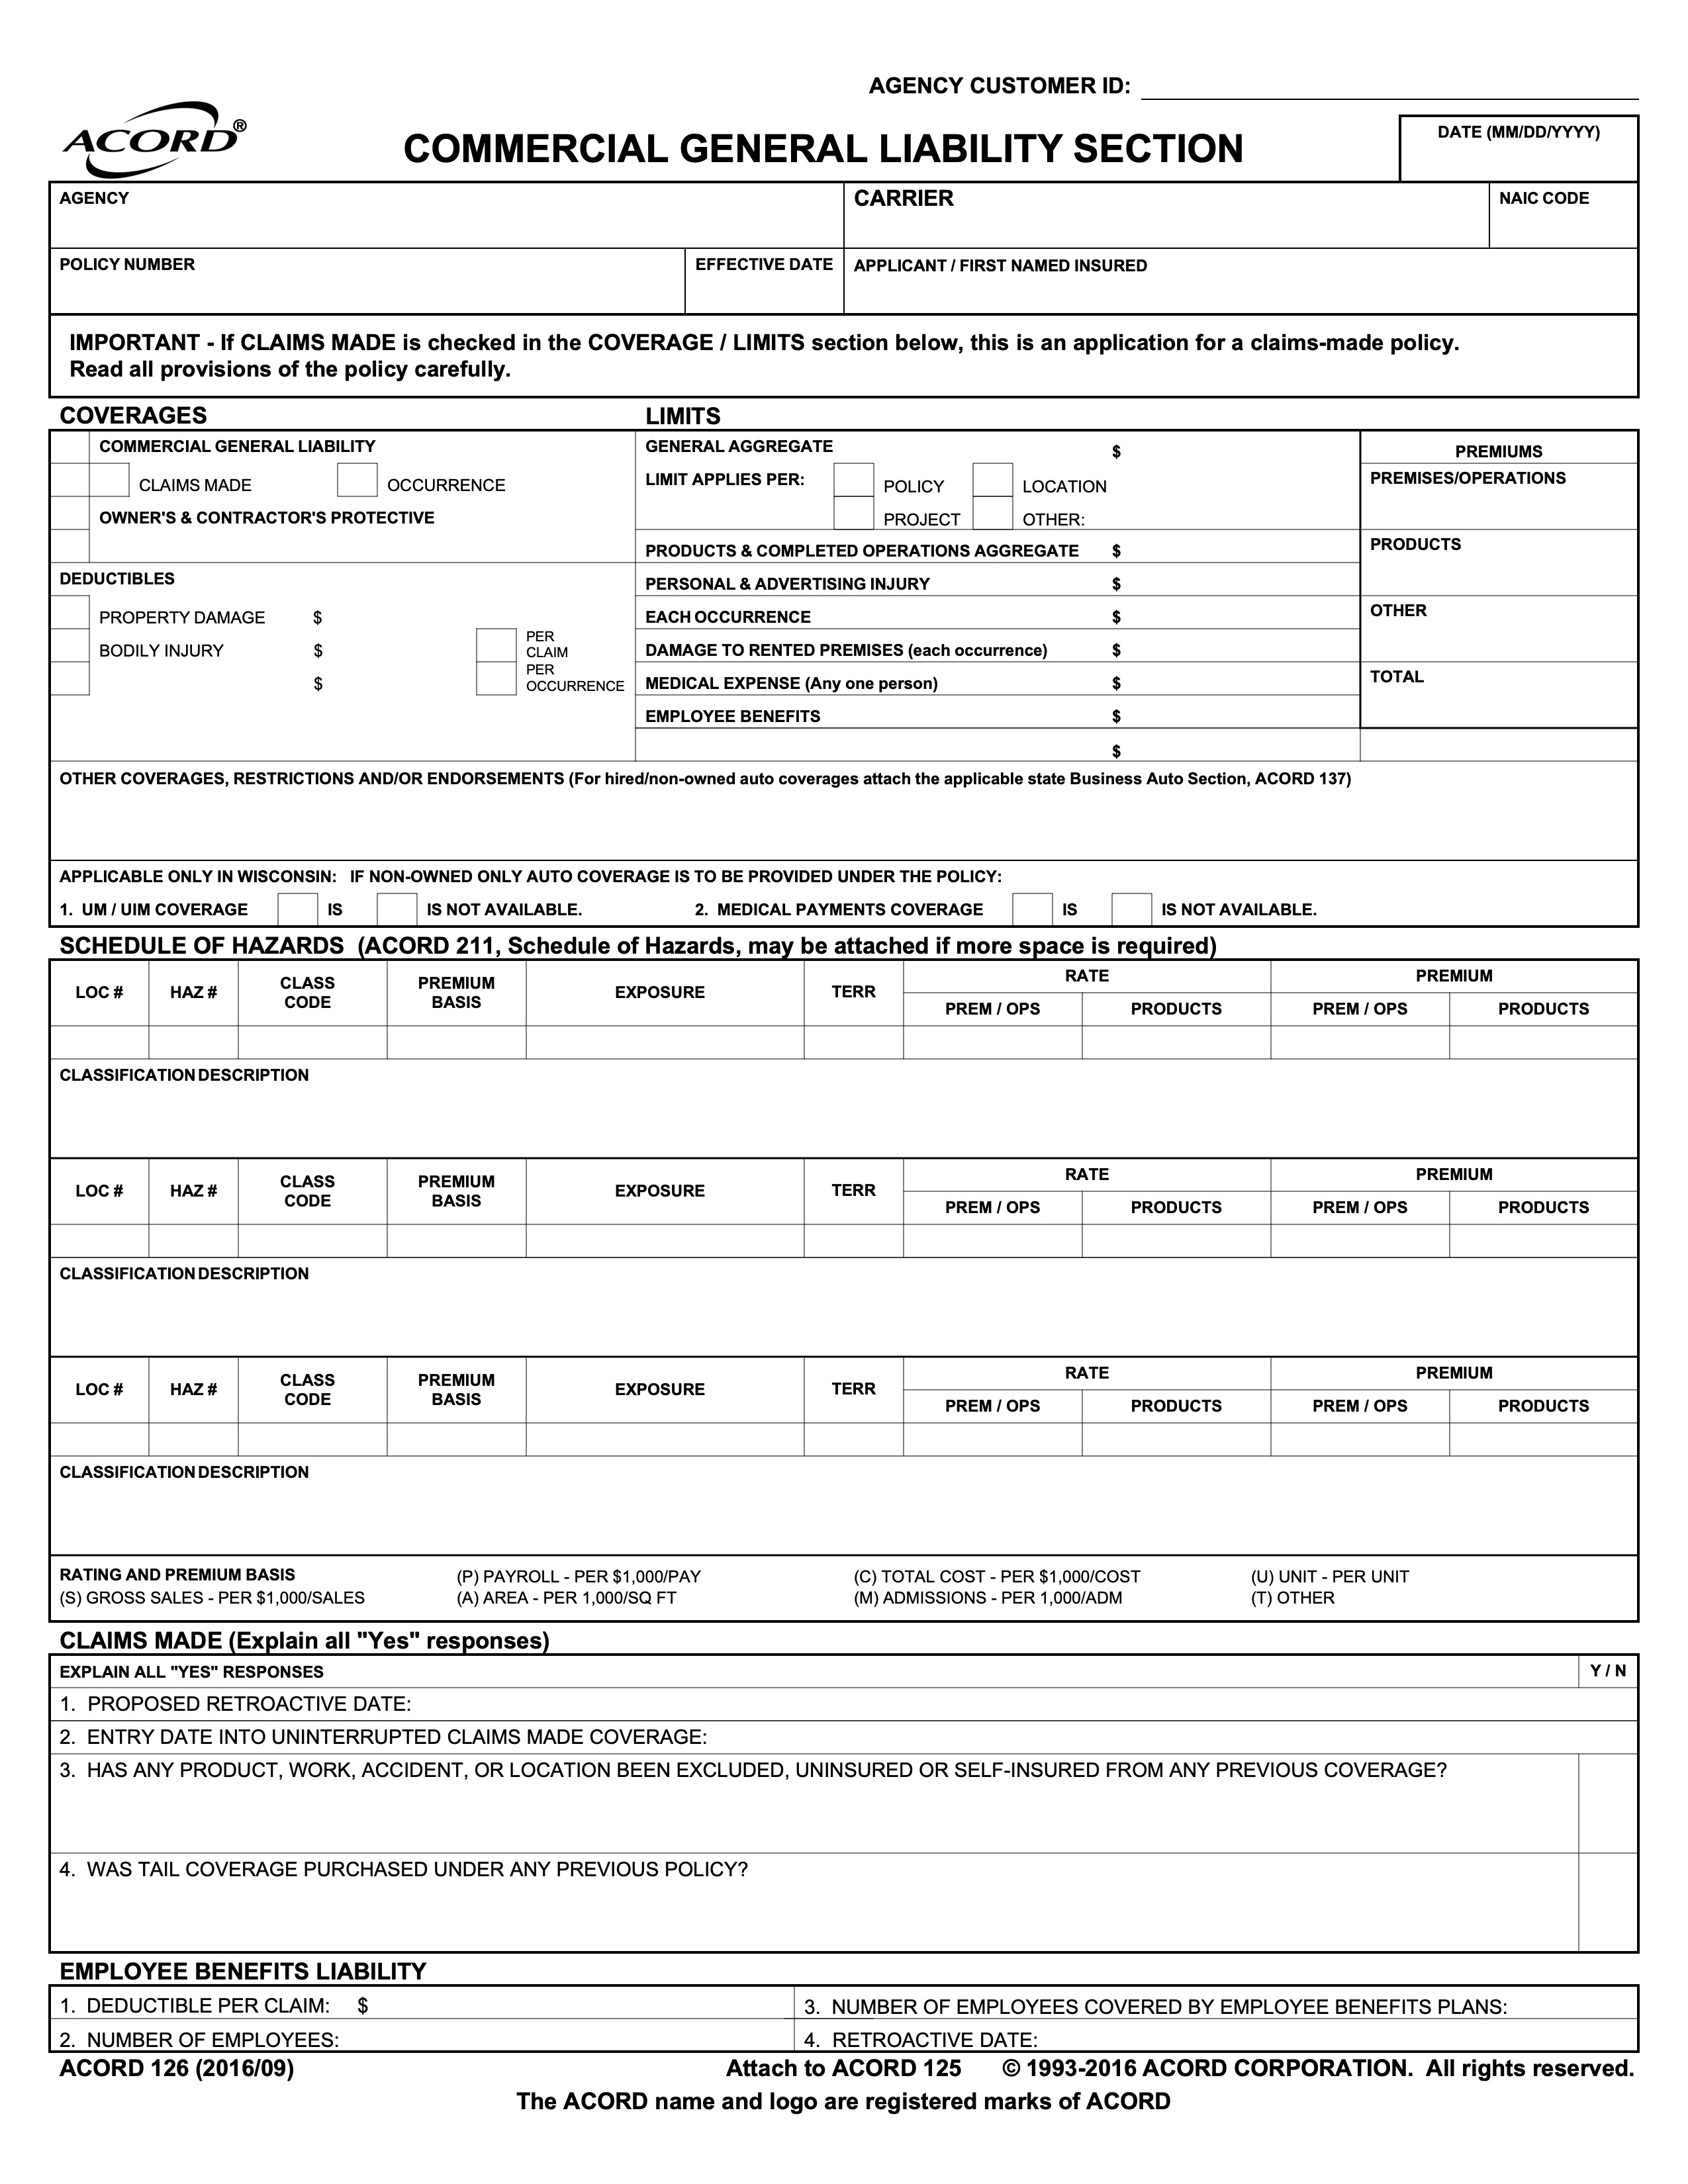 AGENCY CUSTOMER ID:
ACORD®
COMMERCIAL GENERAL LIABILITY SECTION
DATE (MM/DD/YYYY)
AGENCY
CARRIER
NAIC CODE
POLICY NUMBER
EFFECTIVE DATE
APPLICANT / FIRST NAMED INSURED
IMPORTANT - If CLAIMS MADE is checked in the COVERAGE / LIMITS section below, this is an application for a claims-made policy.
Read all provisions of the policy carefully.
COVERAGES
LIMITS
COMMERCIAL GENERAL LIABILITY
CLAIMS MADE
OCCURRENCE
OWNER'S & CONTRACTOR'S PROTECTIVE
DEDUCTIBLES
PROPERTY DAMAGE $
BODILY INJURY $
$
PER
CLAIM
PER
OCCURRENCE
GENERAL AGGREGATE $
LIMIT APPLIES PER: POLICY LOCATION
PROJECT OTHER:
PRODUCTS & COMPLETED OPERATIONS AGGREGATE $
PERSONAL & ADVERTISING INJURY $
EACH OCCURRENCE $
DAMAGE TO RENTED PREMISES (each occurrence) $
MEDICAL EXPENSE (Any one person) $
EMPLOYEE BENEFITS $
$
PREMIUMS
PREMISES/OPERATIONS
PRODUCTS
OTHER
TOTAL
OTHER COVERAGES, RESTRICTIONS AND/OR ENDORSEMENTS (For hired/non-owned auto coverages attach the applicable state Business Auto Section, ACORD 137)
APPLICABLE ONLY IN WISCONSIN: IF NON-OWNED ONLY AUTO COVERAGE IS TO BE PROVIDED UNDER THE POLICY:
1. UM / UIM COVERAGE IS IS NOT AVAILABLE. 2. MEDICAL PAYMENTS COVERAGE IS IS NOT AVAILABLE.
SCHEDULE OF HAZARDS (ACORD 211, Schedule of Hazards, may be attached if more space is required)
LOC # HAZ # CLASS CODE PREMIUM BASIS EXPOSURE TERR RATE PREMIUM
PREM / OPS PRODUCTS PREM / OPS PRODUCTS
CLASSIFICATION DESCRIPTION
LOC # HAZ # CLASS CODE PREMIUM BASIS EXPOSURE TERR RATE PREMIUM
PREM / OPS PRODUCTS PREM / OPS PRODUCTS
CLASSIFICATION DESCRIPTION
LOC # HAZ # CLASS CODE PREMIUM BASIS EXPOSURE TERR RATE PREMIUM
PREM / OPS PRODUCTS PREM / OPS PRODUCTS
CLASSIFICATION DESCRIPTION
RATING AND PREMIUM BASIS (P) PAYROLL - PER $1,000/PAY (C) TOTAL COST - PER $1,000/COST (U) UNIT - PER UNIT
(S) GROSS SALES - PER $1,000/SALES (A) AREA - PER 1,000/SQ FT (M) ADMISSIONS - PER 1,000/ADM (T) OTHER
CLAIMS MADE (Explain all "Yes" responses)
EXPLAIN ALL "YES" RESPONSES Y / N
1. PROPOSED RETROACTIVE DATE:
2. ENTRY DATE INTO UNINTERRUPTED CLAIMS MADE COVERAGE:
3. HAS ANY PRODUCT, WORK, ACCIDENT, OR LOCATION BEEN EXCLUDED, UNINSURED OR SELF-INSURED FROM ANY PREVIOUS COVERAGE?
4. WAS TAIL COVERAGE PURCHASED UNDER ANY PREVIOUS POLICY?
EMPLOYEE BENEFITS LIABILITY
1. DEDUCTIBLE PER CLAIM: $
3. NUMBER OF EMPLOYEES COVERED BY EMPLOYEE BENEFITS PLANS:
2. NUMBER OF EMPLOYEES:
4. RETROACTIVE DATE:
ACORD 126 (2016/09) Attach to ACORD 125 © 1993-2016 ACORD CORPORATION. All rights reserved.
The ACORD name and logo are registered marks of ACORD